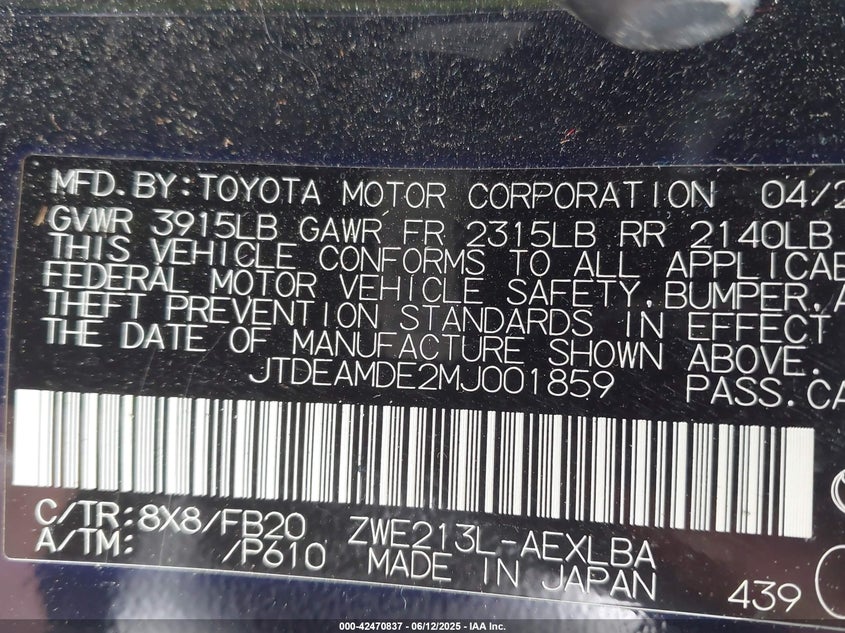 MFD.BY:TOYOTA MOTOR CORPORATION 04/2
GVWR 3915LB GAWR FR 2315LB RR 2140LB
THIS VEHICLE CONFORMS TO ALL APPLICAB
FEDERAL MOTOR VEHICLE SAFETY,BUMPER,A
THEFT PREVENTION STANDARDS IN EFFECT
THE DATE OF MANUFACTURE SHOWN ABOVE.
JTDEAMDE2MJ001859 PASS.CA
C/TR:8X8/FB20 ZWE213L-AEXLBA
A/TM: /P610 MADE IN JAPAN 439
000-42470837 - 06/12/2025 - IAA Inc.